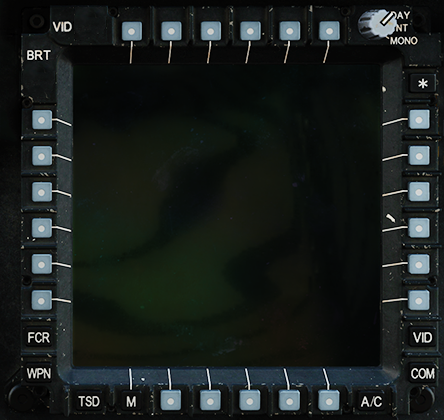 VID
DAY
NT
MONO
BRT
*
FCR
VID
WPN
COM
TSD
M
A/C